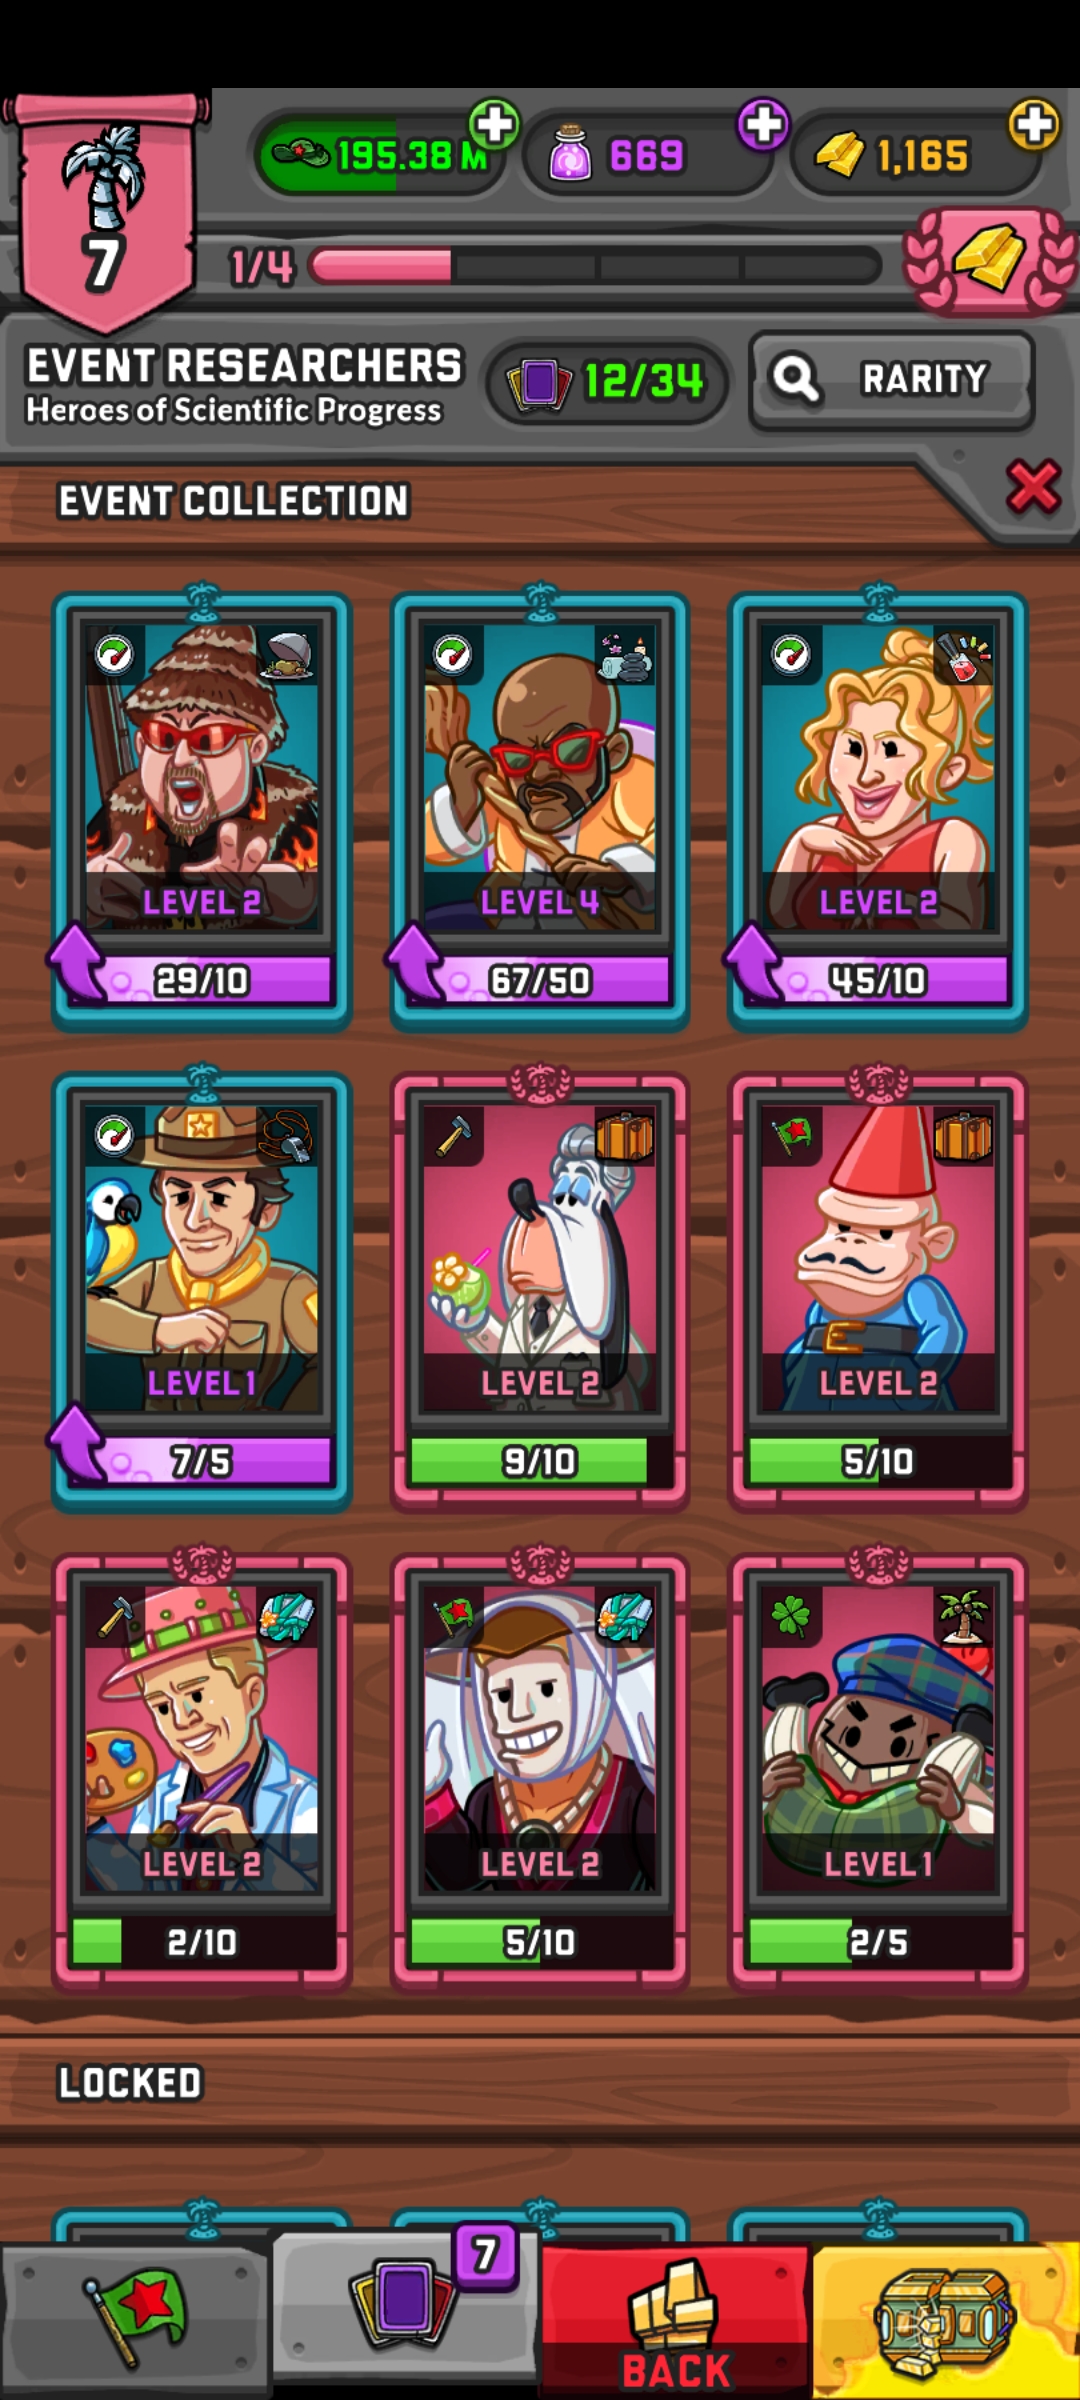 195.38 M
669
1,165
7
1/4
EVENT RESEARCHERS
Heroes of Scientific Progress
12/34
RARITY
EVENT COLLECTION
LEVEL 2
LEVEL 4
LEVEL 2
29/10
67/50
45/10
LEVEL 1
LEVEL 2
LEVEL 2
7/5
9/10
5/10
LEVEL 2
LEVEL 2
LEVEL 1
2/10
5/10
2/5
LOCKED
7
BACK